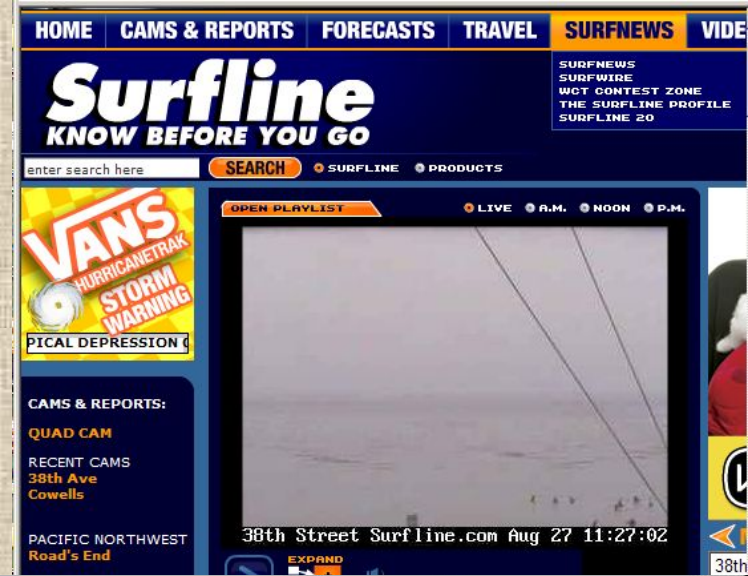 HOME CAMS & REPORTS FORECASTS TRAVEL SURFNEWS VIDE
SURFNEWS
SURFWIRE
WCT CONTEST ZONE
THE SURFLINE PROFILE
SURFLINE 20
Surfline
KNOW BEFORE YOU GO
enter search here SEARCH SURFLINE PRODUCTS
VANS
HURRICANETRAK
STORM
WARNING
PICAL DEPRESSION
OPEN PLAYLIST LIVE A.M. NOON P.M.
38th Street Surfline.com Aug 27 11:27:02
EXPAND
CAMS & REPORTS:
QUAD CAM
RECENT CAMS
38th Ave
Cowells
PACIFIC NORTHWEST
Road's End
38th